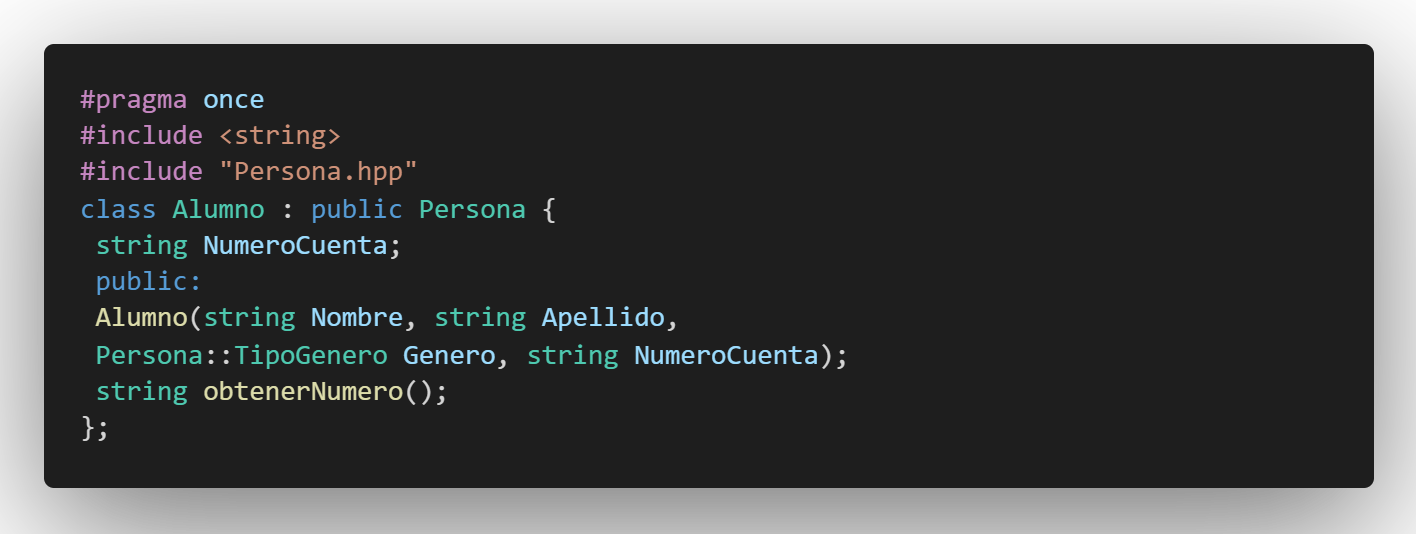 #pragma once
#include <string>
#include "Persona.hpp"
class Alumno : public Persona {
 string NumeroCuenta;
 public:
 Alumno(string Nombre, string Apellido,
 Persona::TipoGenero Genero, string NumeroCuenta);
 string obtenerNumero();
};